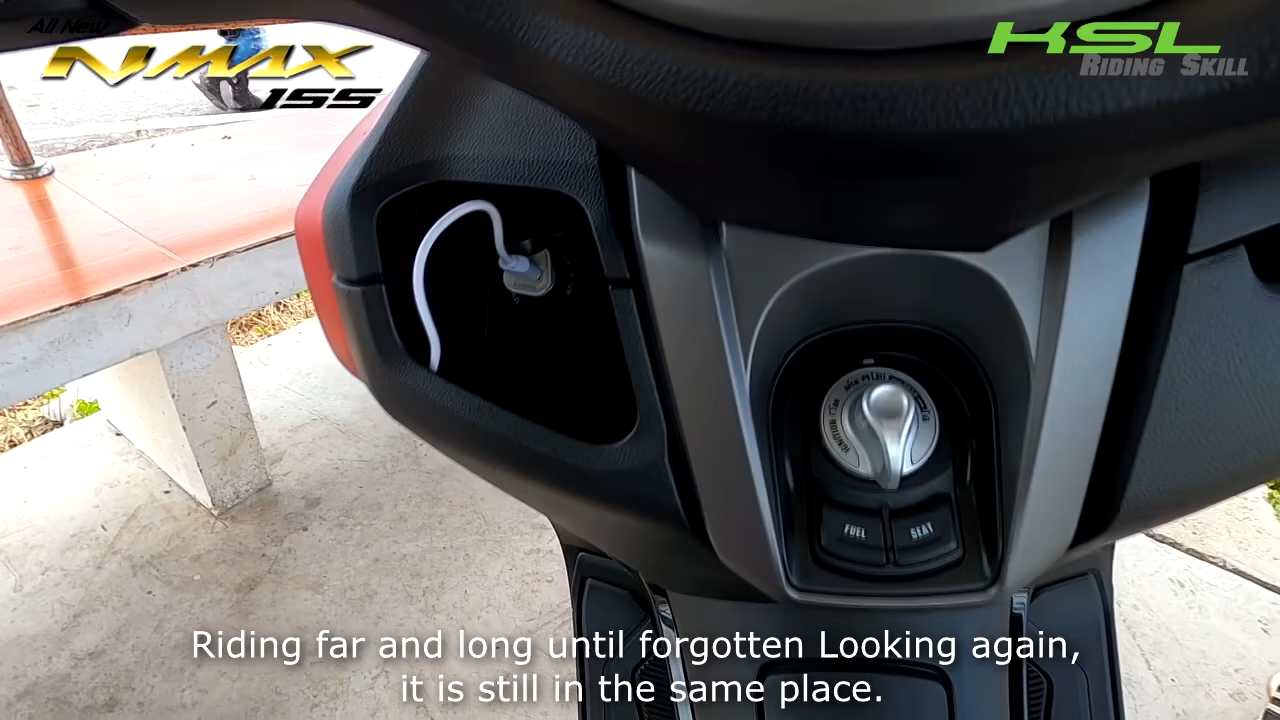 All New
NMAX
155
KSL
RIDING SKILL
IGNITION
FUEL
SEAT
Riding far and long until forgotten Looking again,
it is still in the same place.